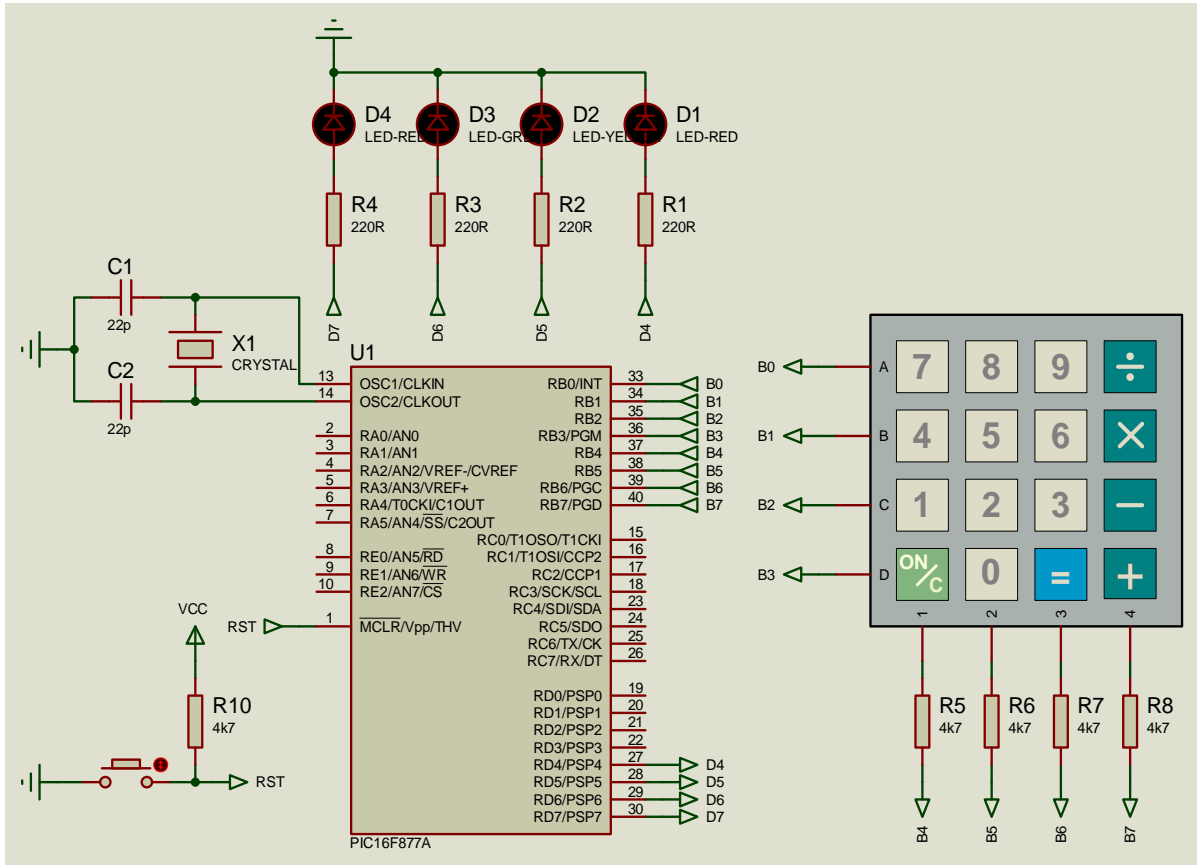 D4
LED-RED
D3
D2
D1
LED-RED
R4
220R
R3
220R
R2
220R
R1
220R
D7
D6
D5
D4
C1
22p
X1
CRYSTAL
C2
22p
U1
13
14
2
3
4
5
6
7
8
9
10
1
OSC1/CLKIN
OSC2/CLKOUT
RA0/AN0
RA1/AN1
RA2/AN2/VREF-/CVREF
RA3/AN3/VREF+
RA4/T0CKI/C1OUT
RA5/AN4/SS/C2OUT
RE0/AN5/RD
RE1/AN6/WR
RE2/AN7/CS
MCLR/Vpp/THV
RB0/INT 33 B0
RB1 34 B1
RB2 35 B2
RB3/PGM 36 B3
RB4 37 B4
RB5 38 B5
RB6/PGC 39 B6
RB7/PGD 40 B7
RC0/T1OSO/T1CKI 15
RC1/T1OSI/CCP2 16
RC2/CCP1 17
RC3/SCK/SCL 18
RC4/SDI/SDA 23
RC5/SDO 24
RC6/TX/CK 25
RC7/RX/DT 26
RD0/PSP0 19
RD1/PSP1 20
RD2/PSP2 21
RD3/PSP3 22
RD4/PSP4 27 D4
RD5/PSP5 28 D5
RD6/PSP6 29 D6
RD7/PSP7 30 D7
PIC16F877A
RST
VCC
R10
4k7
RST
B0 A 7 8 9 ÷
B1 B 4 5 6 ×
B2 C 1 2 3 −
B3 D ON/C 0 = +
1 2 3 4
R5
4k7
R6
4k7
R7
4k7
R8
4k7
B4
B5
B6
B7